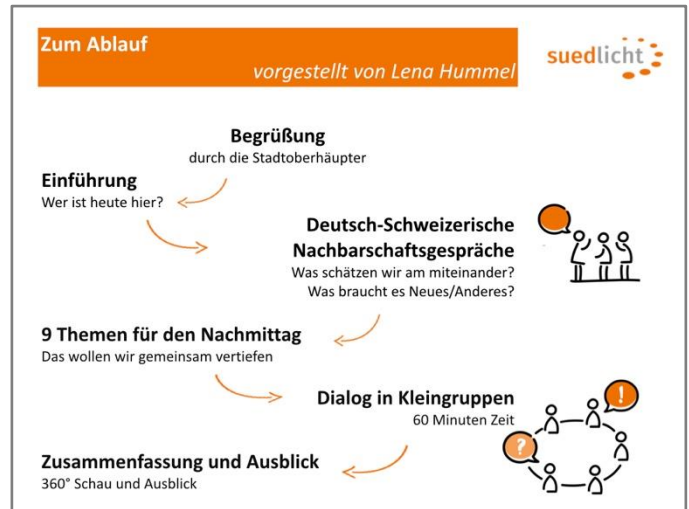 Zum Ablauf
vorgestellt von Lena Hummel
suedlicht
Begrüßung
durch die Stadtoberhäupter
Einführung
Wer ist heute hier?
Deutsch-Schweizerische
Nachbarschaftsgespräche
Was schätzen wir am miteinander?
Was braucht es Neues/Anderes?
9 Themen für den Nachmittag
Das wollen wir gemeinsam vertiefen
Dialog in Kleingruppen
60 Minuten Zeit
!
?
Zusammenfassung und Ausblick
360° Schau und Ausblick